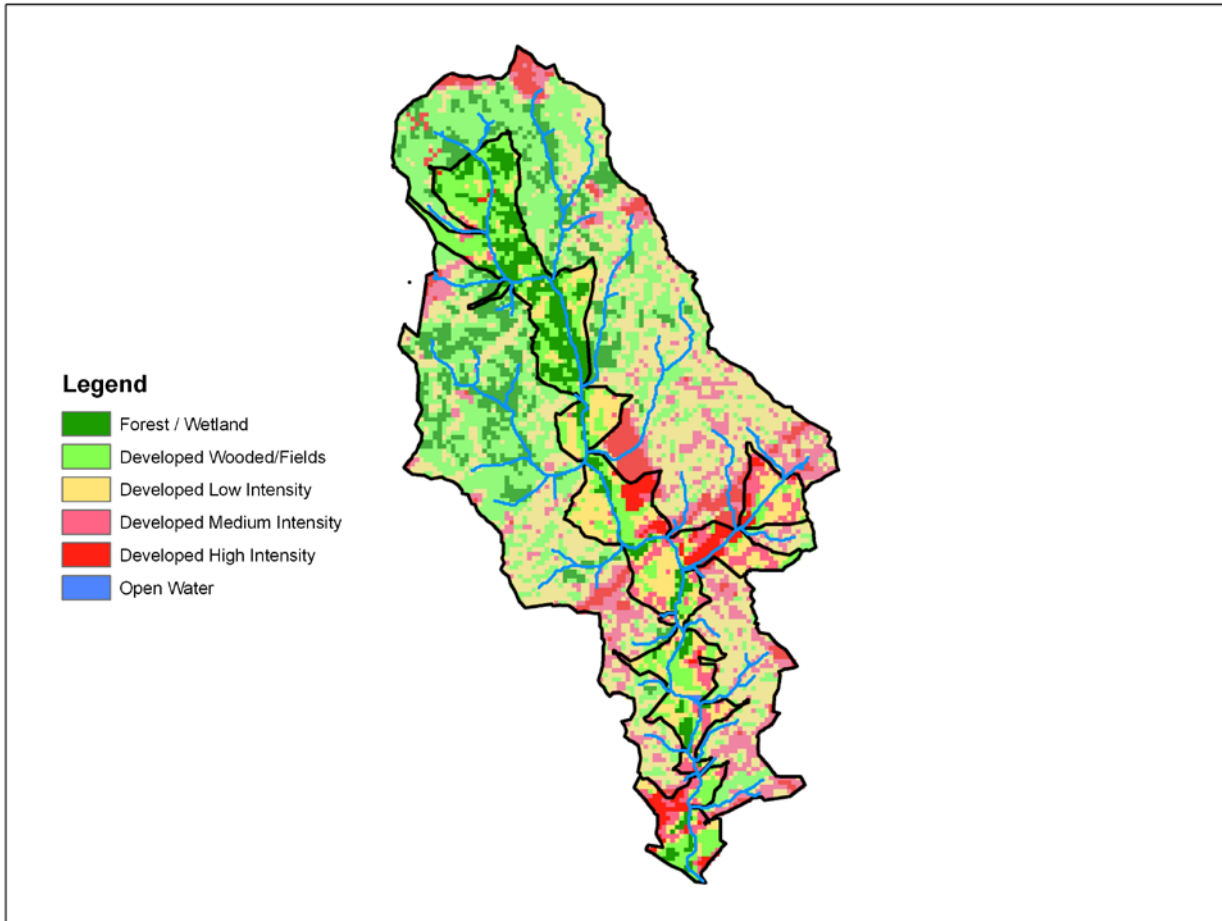 Legend
Forest / Wetland
Developed Wooded/Fields
Developed Low Intensity
Developed Medium Intensity
Developed High Intensity
Open Water